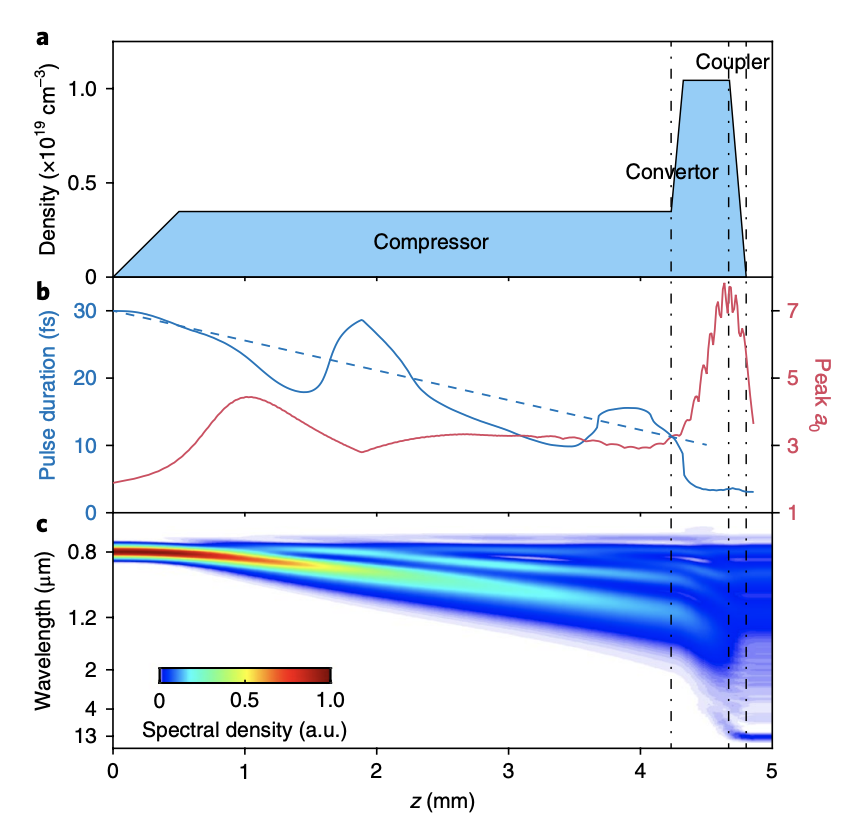 a
Density (×10¹⁹ cm⁻³)
1.0
0.5
0
Coupler
Convertor
Compressor
b
Pulse duration (fs)
30
20
10
0
7
5
3
1
Peak a₀
c
Wavelength (μm)
0.8
1.2
2
4
13
0 0.5 1.0
Spectral density (a.u.)
0 1 2 3 4 5
z (mm)